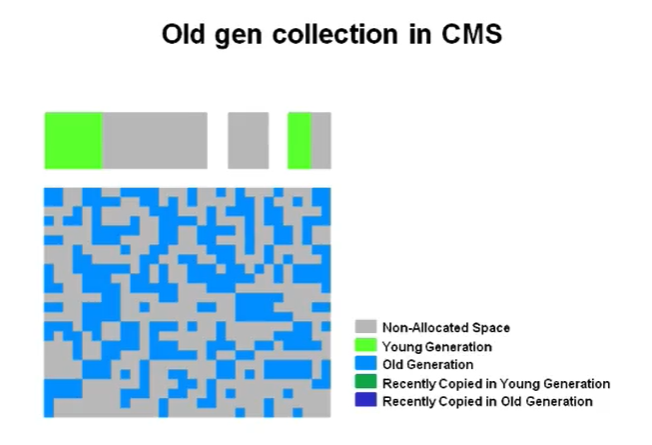 Old gen collection in CMS
Non-Allocated Space
Young Generation
Old Generation
Recently Copied in Young Generation
Recently Copied in Old Generation